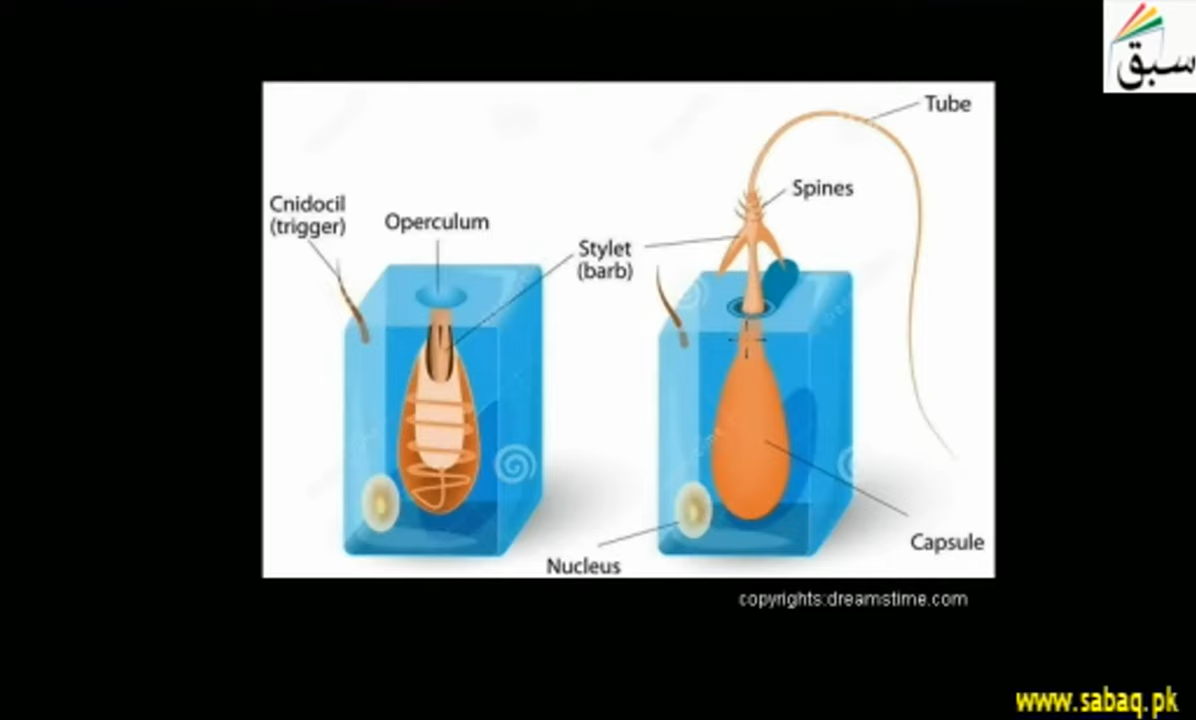 سبق
Tube
Spines
Cnidocil
(trigger)
Operculum
Stylet
(barb)
Capsule
Nucleus
copyrights:dreamstime.com
www.sabaq.pk